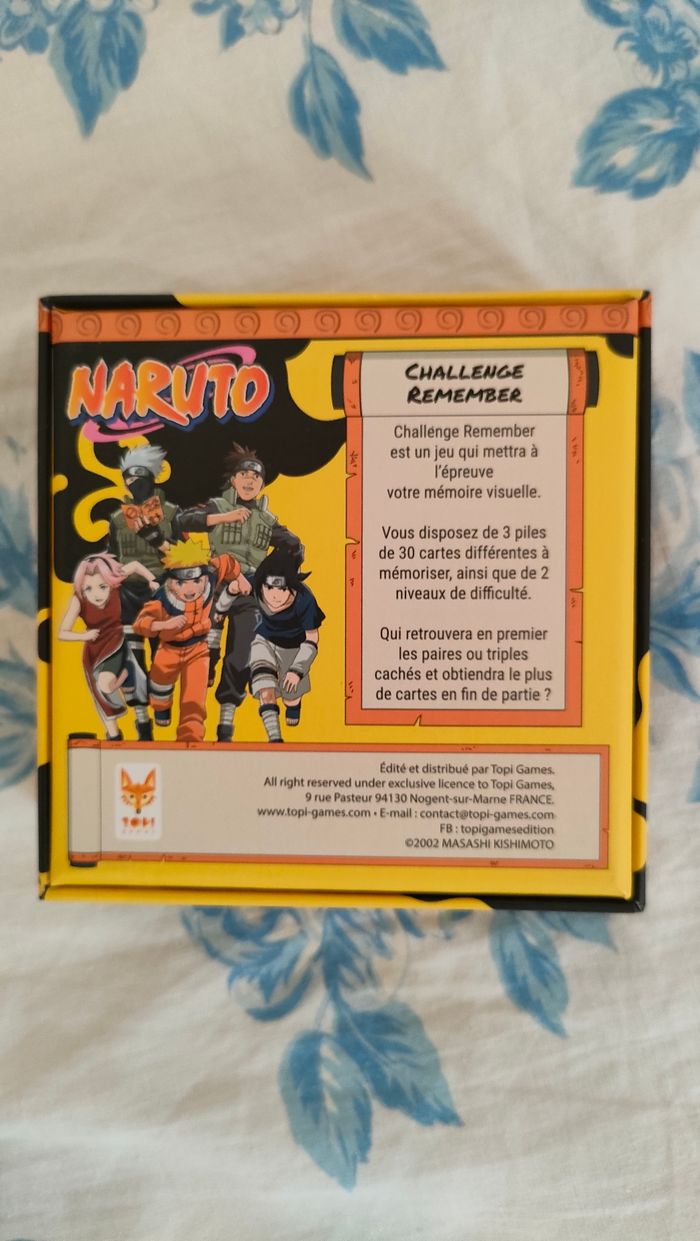 NARUTO
CHALLENGE
REMEMBER
Challenge Remember
est un jeu qui mettra à
l'épreuve
votre mémoire visuelle.
Vous disposez de 3 piles
de 30 cartes différentes à
mémoriser, ainsi que de 2
niveaux de difficulté.
Qui retrouvera en premier
les paires ou triples
cachés et obtiendra le plus
de cartes en fin de partie ?
TOPI
GAMES
Édité et distribué par Topi Games.
All right reserved under exclusive licence to Topi Games,
9 rue Pasteur 94130 Nogent-sur-Marne FRANCE.
www.topi-games.com • E-mail : contact@topi-games.com
FB : topigamesedition
©2002 MASASHI KISHIMOTO